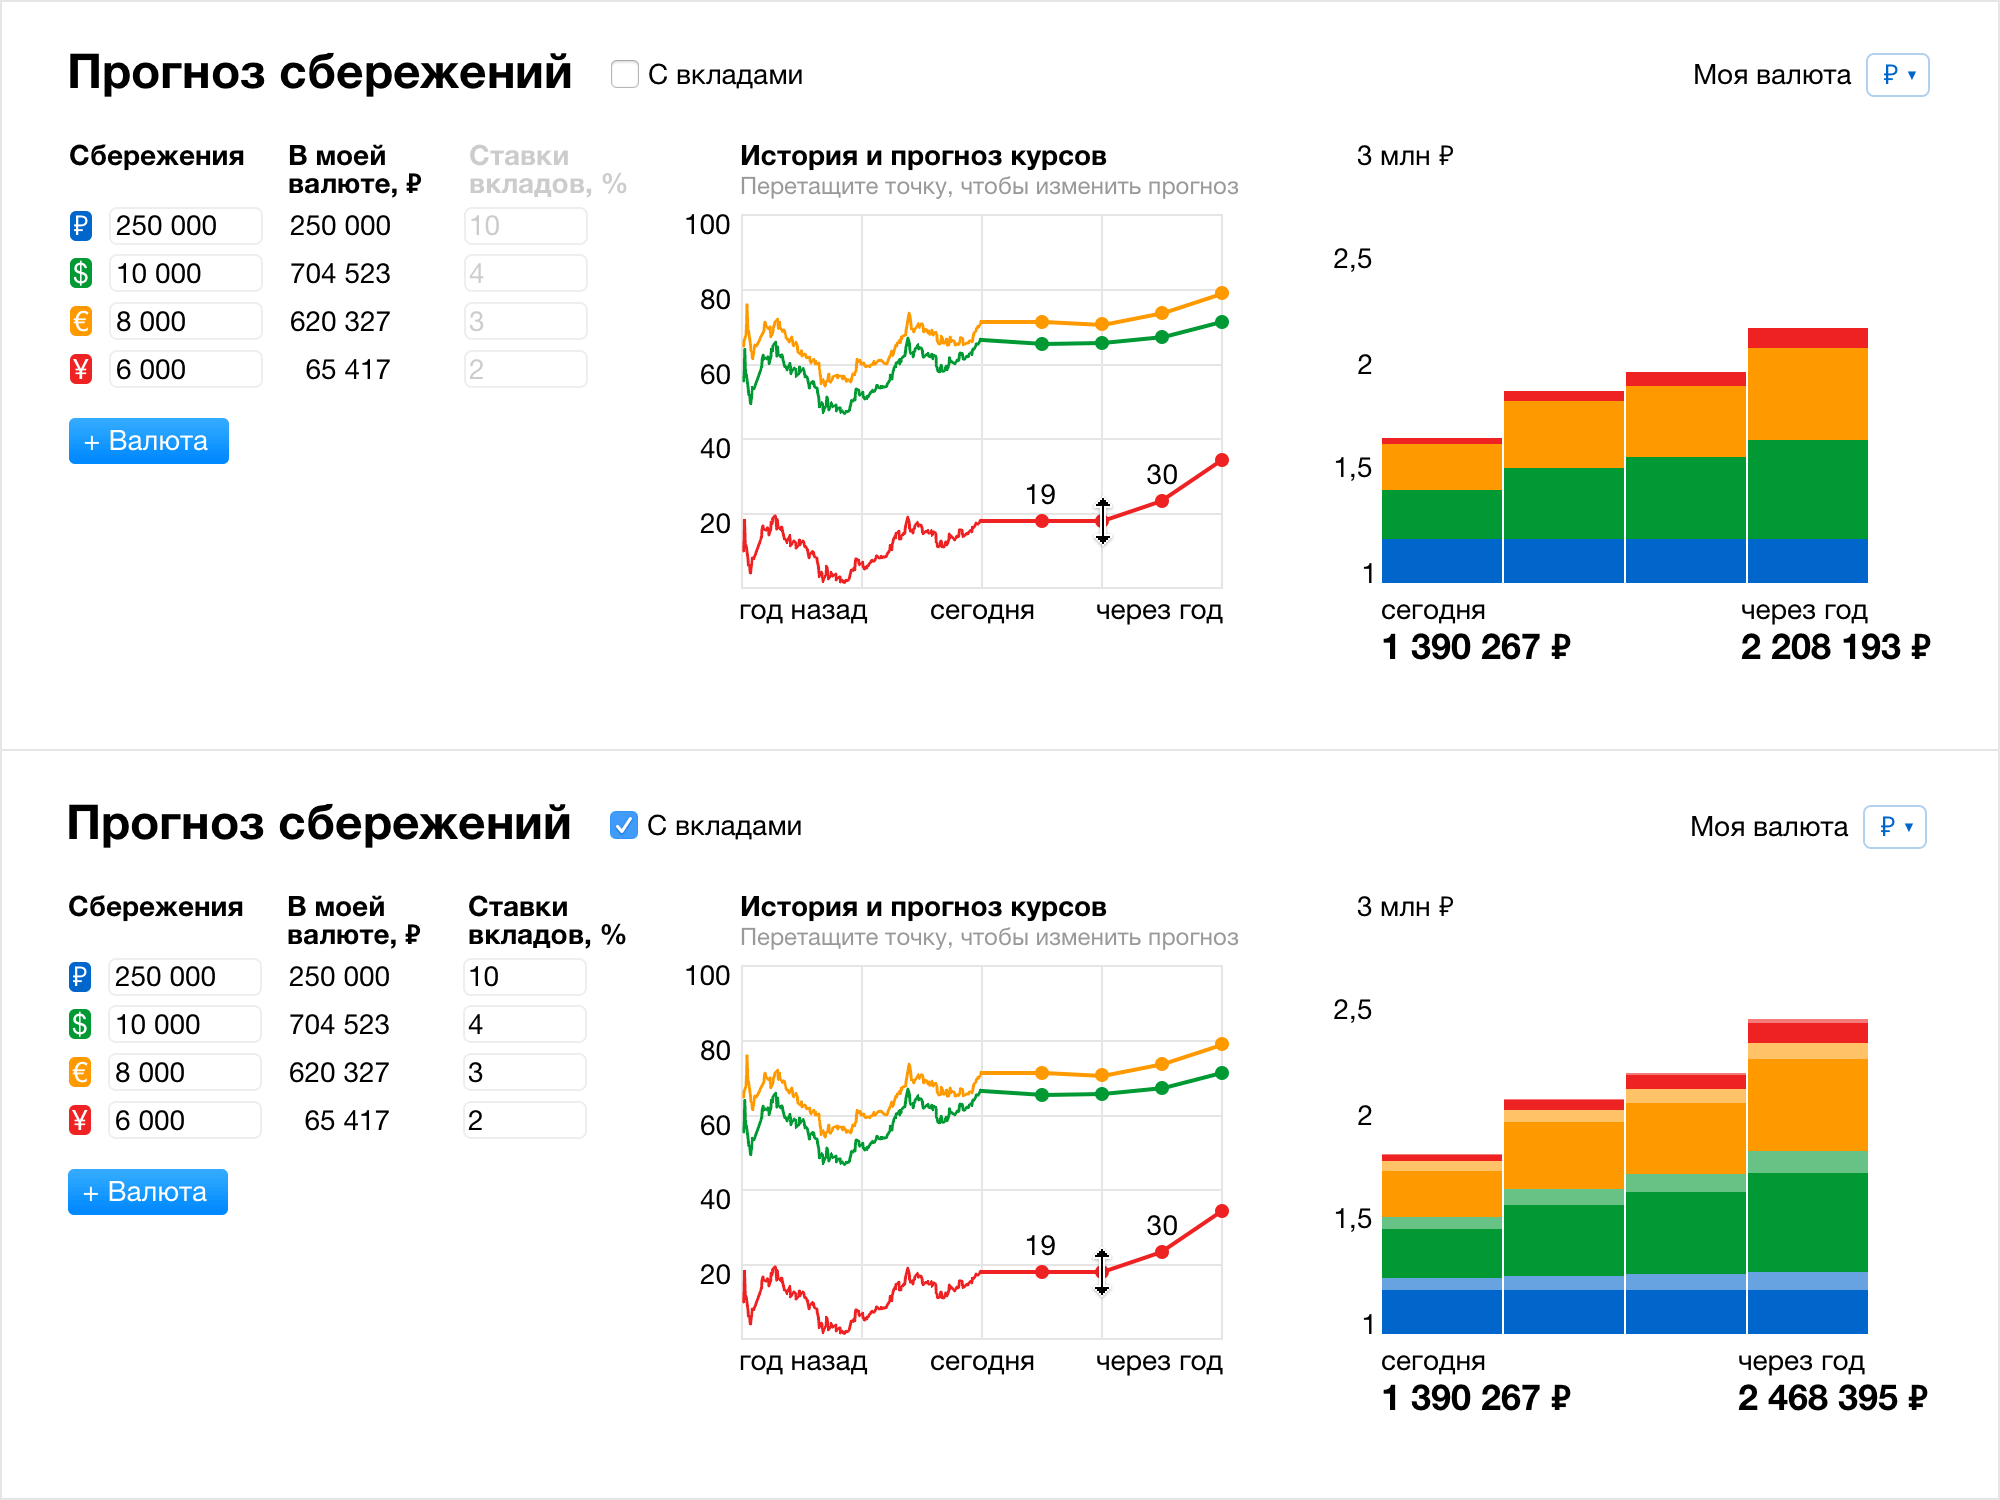 Прогноз сбережений
С вкладами
Моя валюта ₽ ▾
Сбережения
В моей
валюте, ₽
Ставки
вкладов, %
₽ 250 000 250 000 10
$ 10 000 704 523 4
€ 8 000 620 327 3
¥ 6 000 65 417 2
+ Валюта
История и прогноз курсов
Перетащите точку, чтобы изменить прогноз
100
80
60
40
20
19
30
год назад сегодня через год
3 млн ₽
2,5
2
1,5
1
сегодня через год
1 390 267 ₽ 2 208 193 ₽
Прогноз сбережений
С вкладами
Моя валюта ₽ ▾
Сбережения
В моей
валюте, ₽
Ставки
вкладов, %
₽ 250 000 250 000 10
$ 10 000 704 523 4
€ 8 000 620 327 3
¥ 6 000 65 417 2
+ Валюта
История и прогноз курсов
Перетащите точку, чтобы изменить прогноз
100
80
60
40
20
19
30
год назад сегодня через год
3 млн ₽
2,5
2
1,5
1
сегодня через год
1 390 267 ₽ 2 468 395 ₽